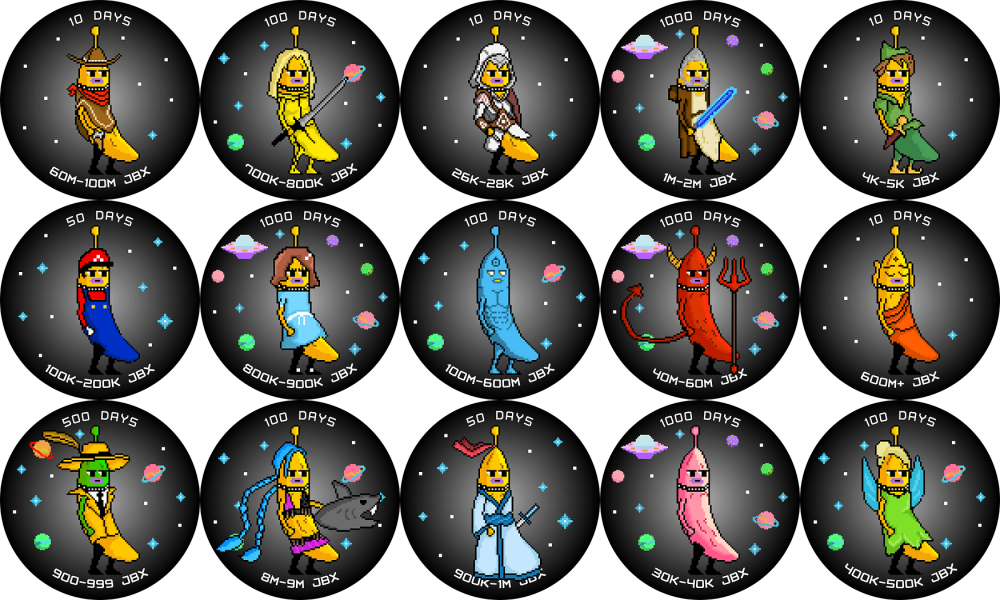 10 DAYS
60M-100M JBX
100 DAYS
700K-800K JBX
10 DAYS
26K-28K JBX
1000 DAYS
1M-2M JBX
10 DAYS
4K-5K JBX
50 DAYS
100K-200K JBX
1000 DAYS
800K-900K JBX
100 DAYS
100M-600M JBX
1000 DAYS
40M-60M JBX
10 DAYS
600M+ JBX
500 DAYS
900-999 JBX
100 DAYS
8M-9M JBX
50 DAYS
900K-1M JBX
1000 DAYS
30K-40K JBX
100 DAYS
400K-500K JBX